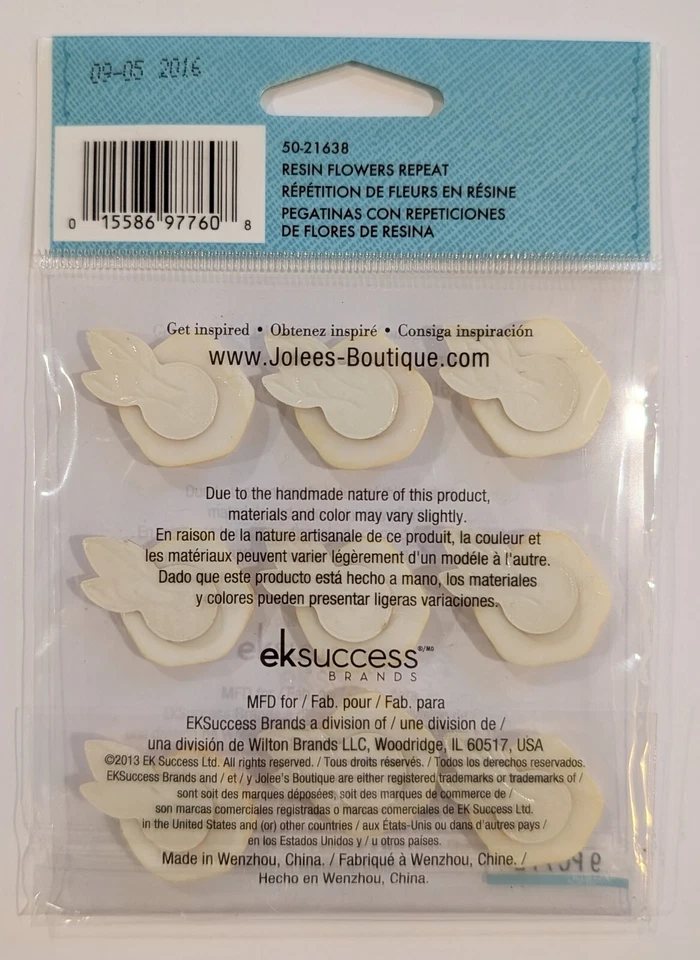 09-05 2016
50-21638
RESIN FLOWERS REPEAT
RÉPÉTITION DE FLEURS EN RÉSINE
PEGATINAS CON REPETICIONES
DE FLORES DE RESINA
0 15586 97760 8
Get inspired • Obtenez inspiré • Consiga inspiración
www.Jolees-Boutique.com
Due to the handmade nature of this product,
materials and color may vary slightly.
En raison de la nature artisanale de ce produit, la couleur et
les matériaux peuvent varier légèrement d'un modéle à l'autre.
Dado que este producto está hecho a mano, los materiales
y colores pueden presentar ligeras variaciones.
eksuccess ®/MD
BRANDS
MFD for / Fab. pour / Fab. para
EKSuccess Brands a division of / une division de /
una división de Wilton Brands LLC, Woodridge, IL 60517, USA
©2013 EK Success Ltd. All rights reserved. / Tous droits réservés. / Todos los derechos reservados.
EKSuccess Brands and / et / y Jolee's Boutique are either registered trademarks or trademarks of /
sont soit des marques déposées, soit des marques de commerce de /
son marcas comerciales registradas o marcas comerciales de EK Success Ltd.
in the United States and (or) other countries / aux États-Unis ou dans d'autres pays /
en los Estados Unidos y / u otros países.
Made in Wenzhou, China. / Fabriqué à Wenzhou, Chine. /
Hecho en Wenzhou, China.